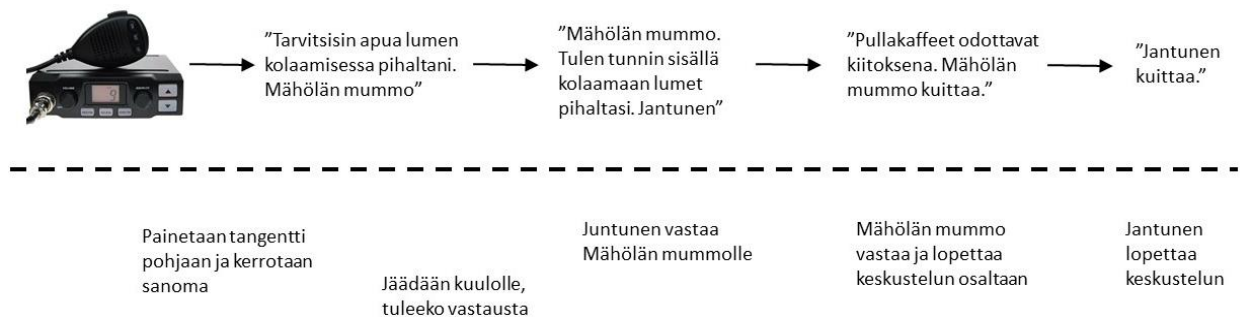 ”Tarvitsisin apua lumen
kolaamisessa pihaltani.
Mähölän mummo”
”Mähölän mummo.
Tulen tunnin sisällä
kolaamaan lumet
pihaltasi. Jantunen”
”Pullakaffeet odottavat
kiitoksena. Mähölän
mummo kuittaa.”
”Jantunen
kuittaa.”
9
Painetaan tangentti
pohjaan ja kerrotaan
sanoma
Jäädään kuulolle,
tuleeko vastausta
Juntunen vastaa
Mähölän mummolle
Mähölän mummo
vastaa ja lopettaa
keskustelun osaltaan
Jantunen
lopettaa
keskustelun